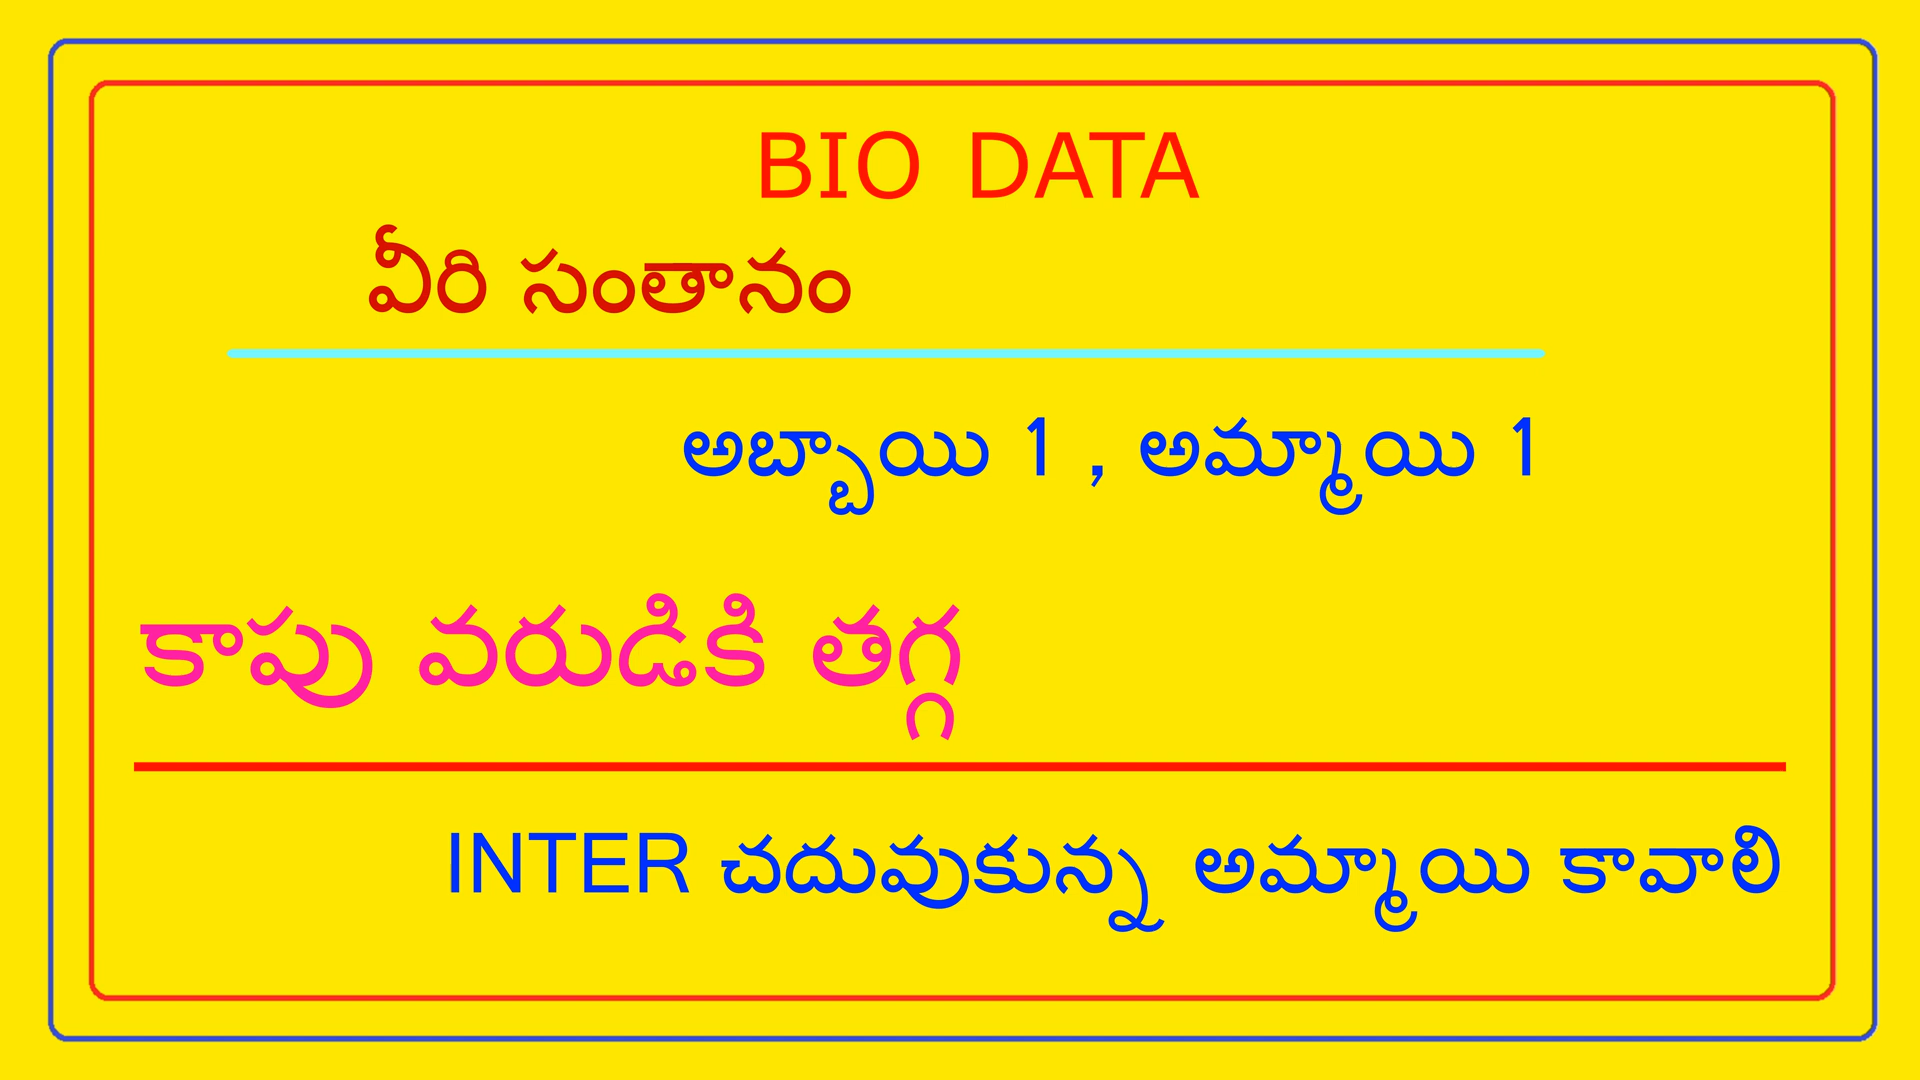 BIO DATA
వీరి సంతానం
అబ్బాయి 1 , అమ్మాయి 1
కాపు వరుడికి తగ్గ
INTER చదువుకున్న అమ్మాయి కావాలి